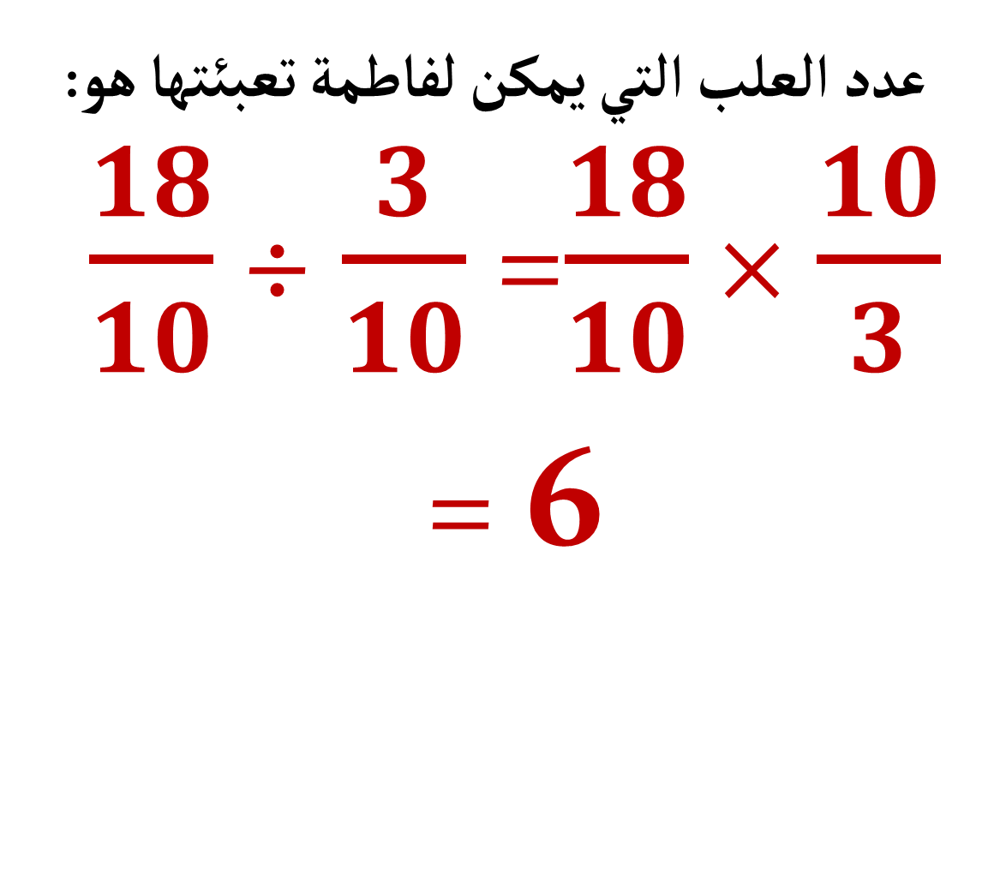 عدد العلب التي يمكن لفاطمة تعبئتها هو:
18/10 ÷ 3/10 = 18/10 × 10/3
= 6